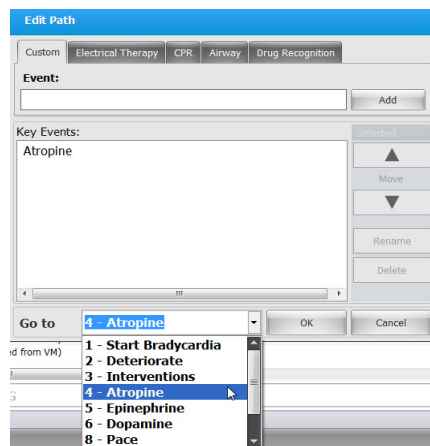 Edit Path
Custom Electrical Therapy CPR Airway Drug Recognition
Event:
Add
Key Events:
Selected
Atropine
Move
Rename
Delete
Go to 4 - Atropine OK Cancel
1 - Start Bradycardia
ed from VM)
2 - Deteriorate
3 - Interventions
4 - Atropine
G
5 - Epinephrine
6 - Dopamine
8 - Pace